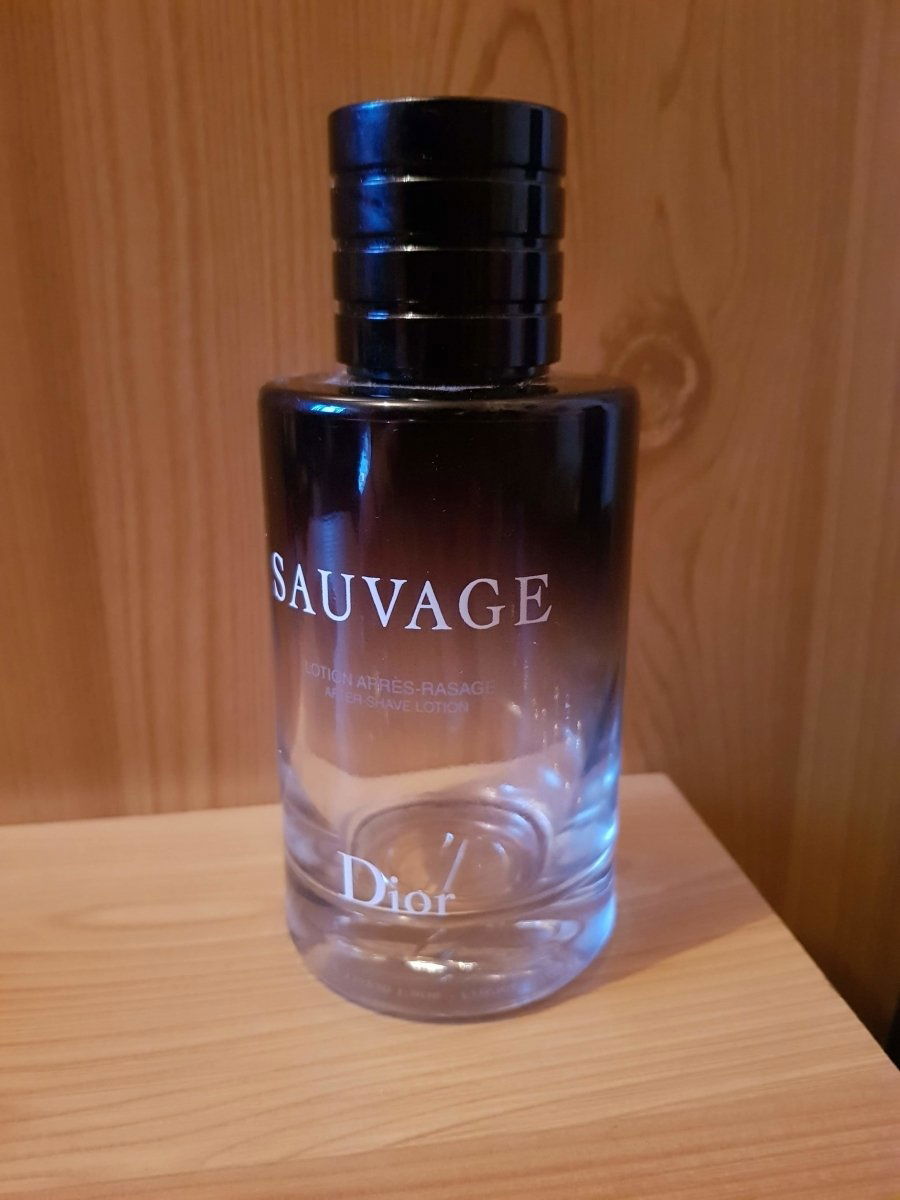 SAUVAGE
LOTION APRÈS-RASAGE
AFTER-SHAVE LOTION
Dior